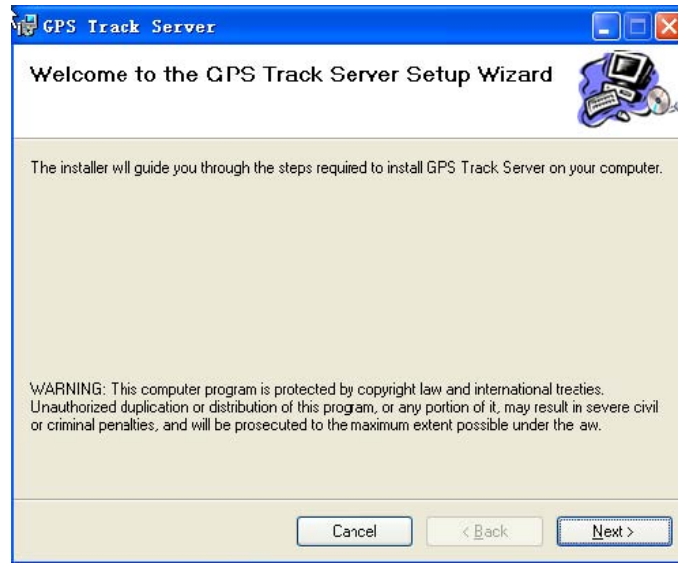 GPS Track Server
Welcome to the GPS Track Server Setup Wizard
The installer will guide you through the steps required to install GPS Track Server on your computer.
WARNING: This computer program is protected by copyright law and international treaties.
Unauthorized duplication or distribution of this program, or any portion of it, may result in severe civil
or criminal penalties, and will be prosecuted to the maximum extent possible under the law.
Cancel
< Back
Next >